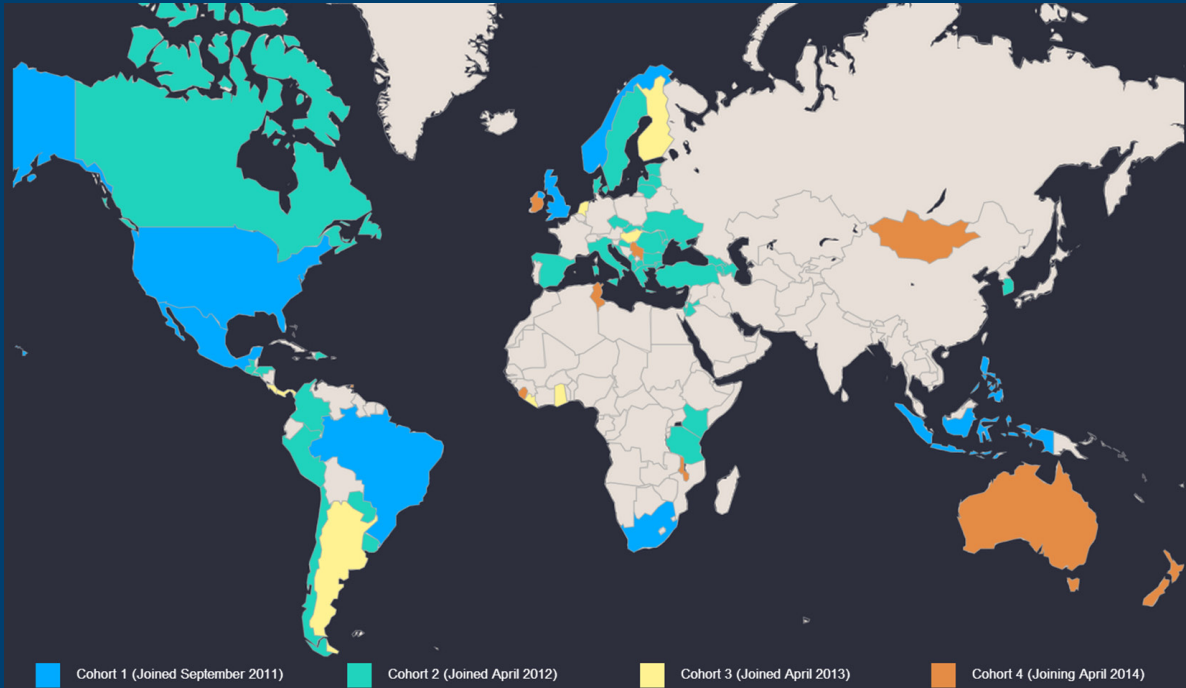 Cohort 1 (Joined September 2011)
Cohort 2 (Joined April 2012)
Cohort 3 (Joined April 2013)
Cohort 4 (Joining April 2014)